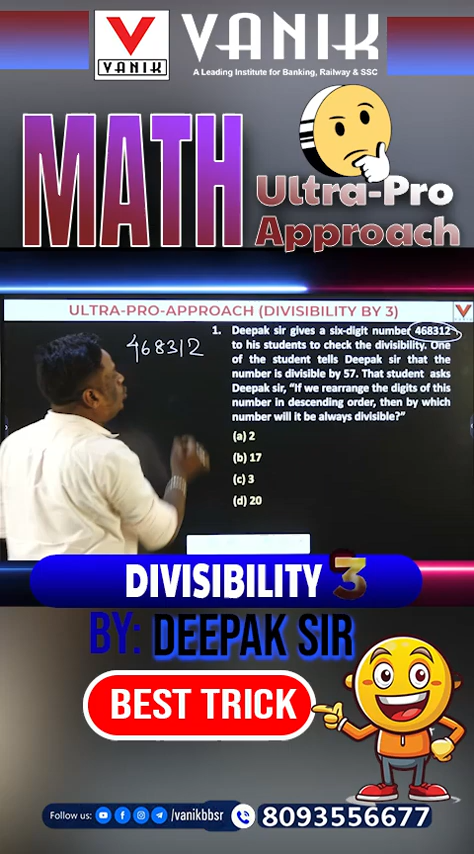 VANIK
VANIK
A Leading Institute for Banking, Railway & SSC
MATH
Ultra-Pro
Approach
ULTRA-PRO-APPROACH (DIVISIBILITY BY 3)
468312
1. Deepak sir gives a six-digit number 468312
to his students to check the divisibility. One
of the student tells Deepak sir that the
number is divisible by 57. That student asks
Deepak sir, "If we rearrange the digits of this
number in descending order, then by which
number will it be always divisible?"
(a) 2
(b) 17
(c) 3
(d) 20
DIVISIBILITY 3
BY: DEEPAK SIR
BEST TRICK
Follow us: /vanikbbsr 8093556677